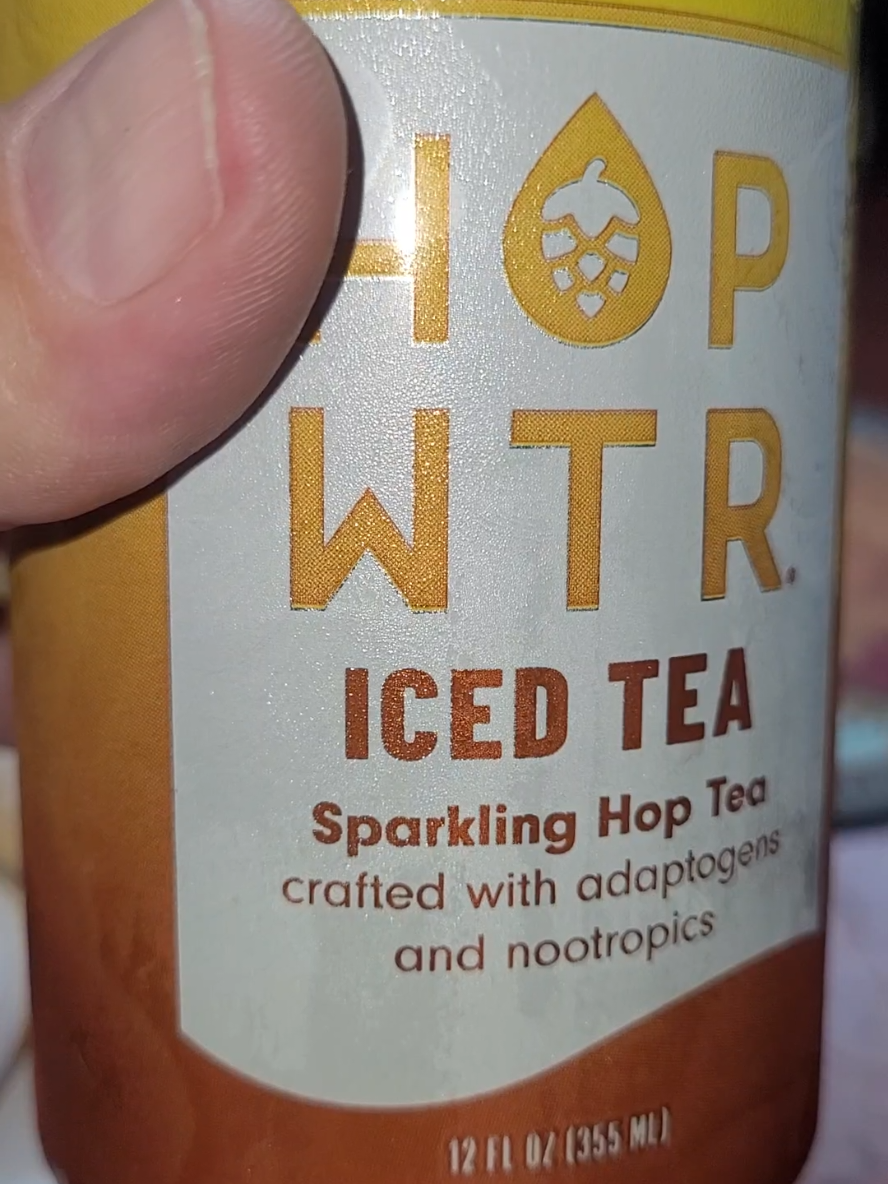 HOP
WTR®
ICED TEA
Sparkling Hop Tea
crafted with adaptogens
and nootropics
12 FL OZ (355 ML)